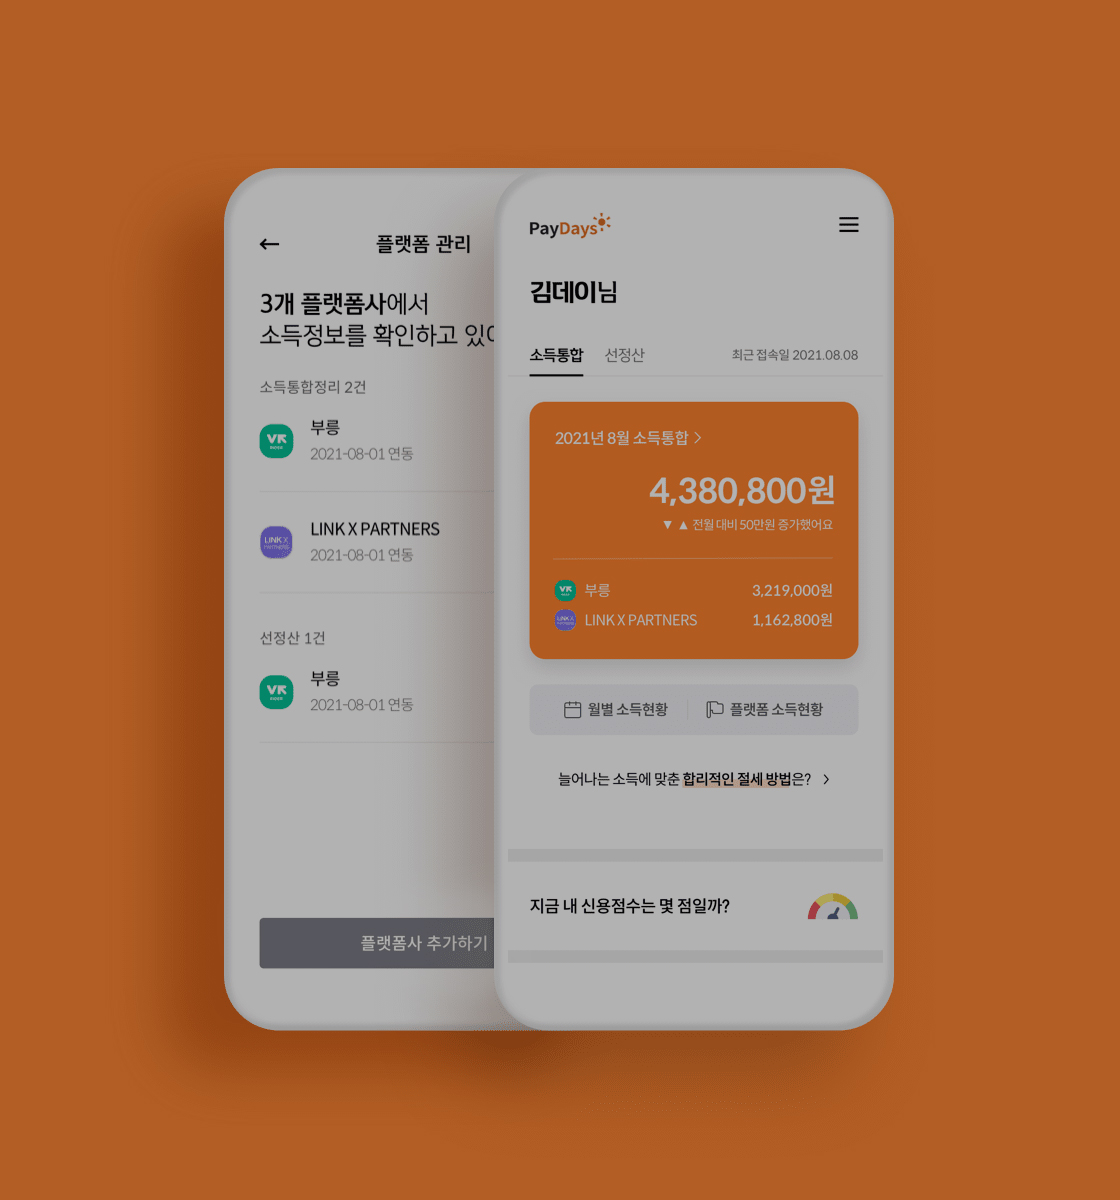 플랫폼 관리
3개 플랫폼사에서
소득정보를 확인하고 있
소득통합정리 2건
VR
부릉
2021-08-01 연동
LINK X
PARTNERS
LINK X PARTNERS
2021-08-01 연동
선정산 1건
VR
부릉
2021-08-01 연동
플랫폼사 추가하기
PayDays
김데이님
소득통합 선정산 최근 접속일 2021.08.08
2021년 8월 소득통합 >
4,380,800원
▼ ▲ 전월 대비 50만원 증가했어요
VR 부릉 3,219,000원
LINK X PARTNERS 1,162,800원
월별 소득현황 플랫폼 소득현황
늘어나는 소득에 맞춘 합리적인 절세 방법은? >
지금 내 신용점수는 몇 점일까?